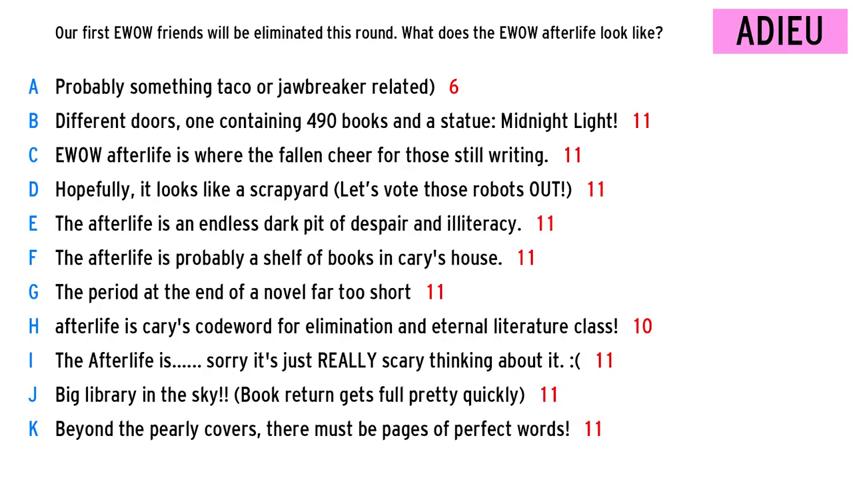 Our first EWOW friends will be eliminated this round. What does the EWOW afterlife look like?
ADIEU
A Probably something taco or jawbreaker related) 6
B Different doors, one containing 490 books and a statue: Midnight Light! 11
C EWOW afterlife is where the fallen cheer for those still writing. 11
D Hopefully, it looks like a scrapyard (Let's vote those robots OUT!) 11
E The afterlife is an endless dark pit of despair and illiteracy. 11
F The afterlife is probably a shelf of books in cary's house. 11
G The period at the end of a novel far too short 11
H afterlife is cary's codeword for elimination and eternal literature class! 10
I The Afterlife is...... sorry it's just REALLY scary thinking about it. :( 11
J Big library in the sky!! (Book return gets full pretty quickly) 11
K Beyond the pearly covers, there must be pages of perfect words! 11